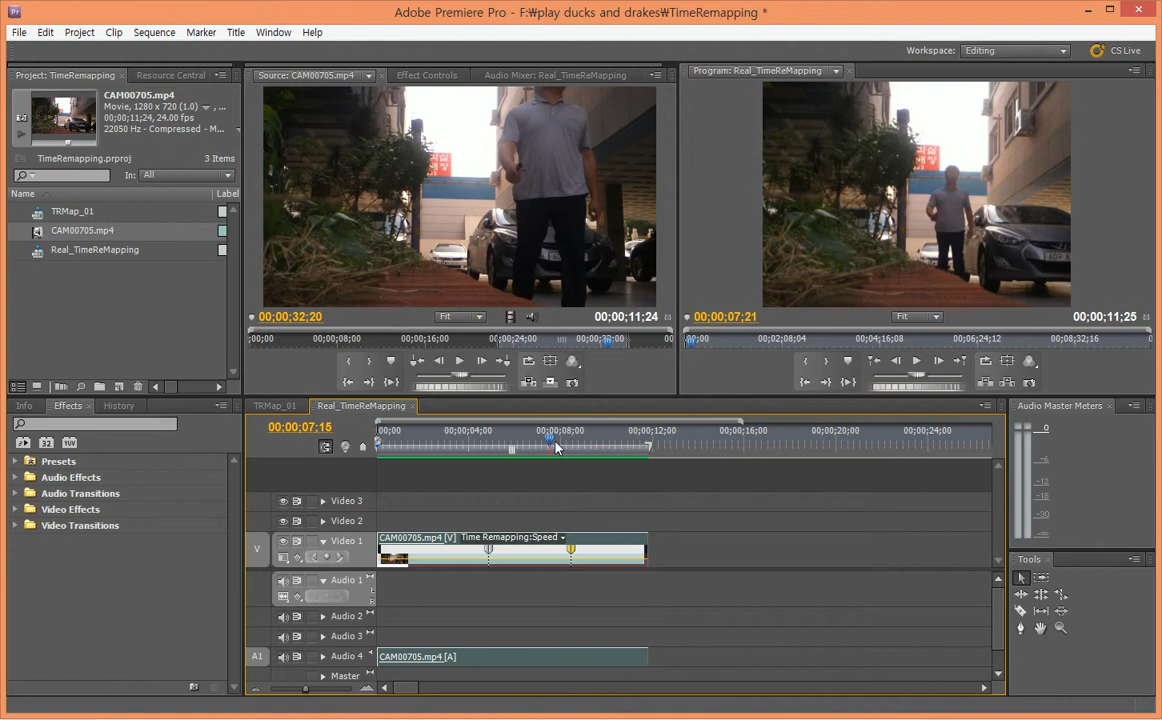 Adobe Premiere Pro - F:₩play ducks and drakes₩TimeRemapping *
File Edit Project Clip Sequence Marker Title Window Help
Workspace: Editing CS Live
Project: TimeRemapping Resource Central
CAM00705.mp4
Movie, 1280 x 720 (1.0) , ...
00;00;11;24, 24.00 fps
22050 Hz - Compressed - M...
TimeRemapping.prproj 3 Items
In: All
Name Label
TRMap_01
CAM00705.mp4
Real_TimeReMapping
Source: CAM00705.mp4 Effect Controls Audio Mixer: Real_TimeReMapping
00;00;32;20 Fit 00;00;11;24
;00;00 00;00;08;00 00;00;16;00 00;00;24;00 00;00;32;00 00
Program: Real_TimeReMapping
00;00;07;21 Fit 00;00;11;25
;00;00 00;02;08;04 00;04;16;08 00;06;24;12 00;08;32;16 00;
Info Effects History
32 YUV
Presets
Audio Effects
Audio Transitions
Video Effects
Video Transitions
TRMap_01 Real_TimeReMapping
00;00;07;15
00;00 00;00;04;00 00;00;08;00 00;00;12;00 00;00;16;00 00;00;20;00 00;00;24;00
Video 3
Video 2
V Video 1 CAM00705.mp4 [V] Time Remapping:Speed
Audio 1
L
R
Audio 2
Audio 3
A1 Audio 4 CAM00705.mp4 [A]
Master
Audio Master Meters
0
-6
-12
-18
-30
Tools